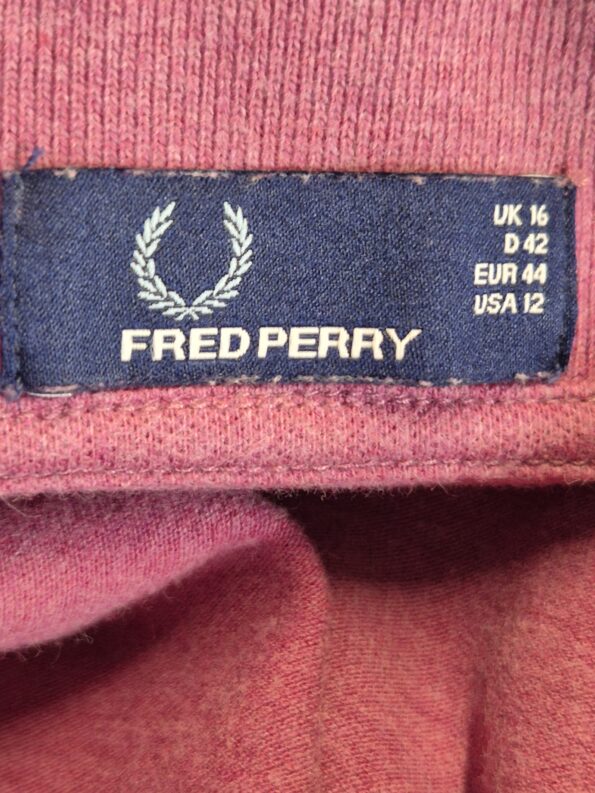 UK 16
D 42
EUR 44
USA 12
FRED PERRY